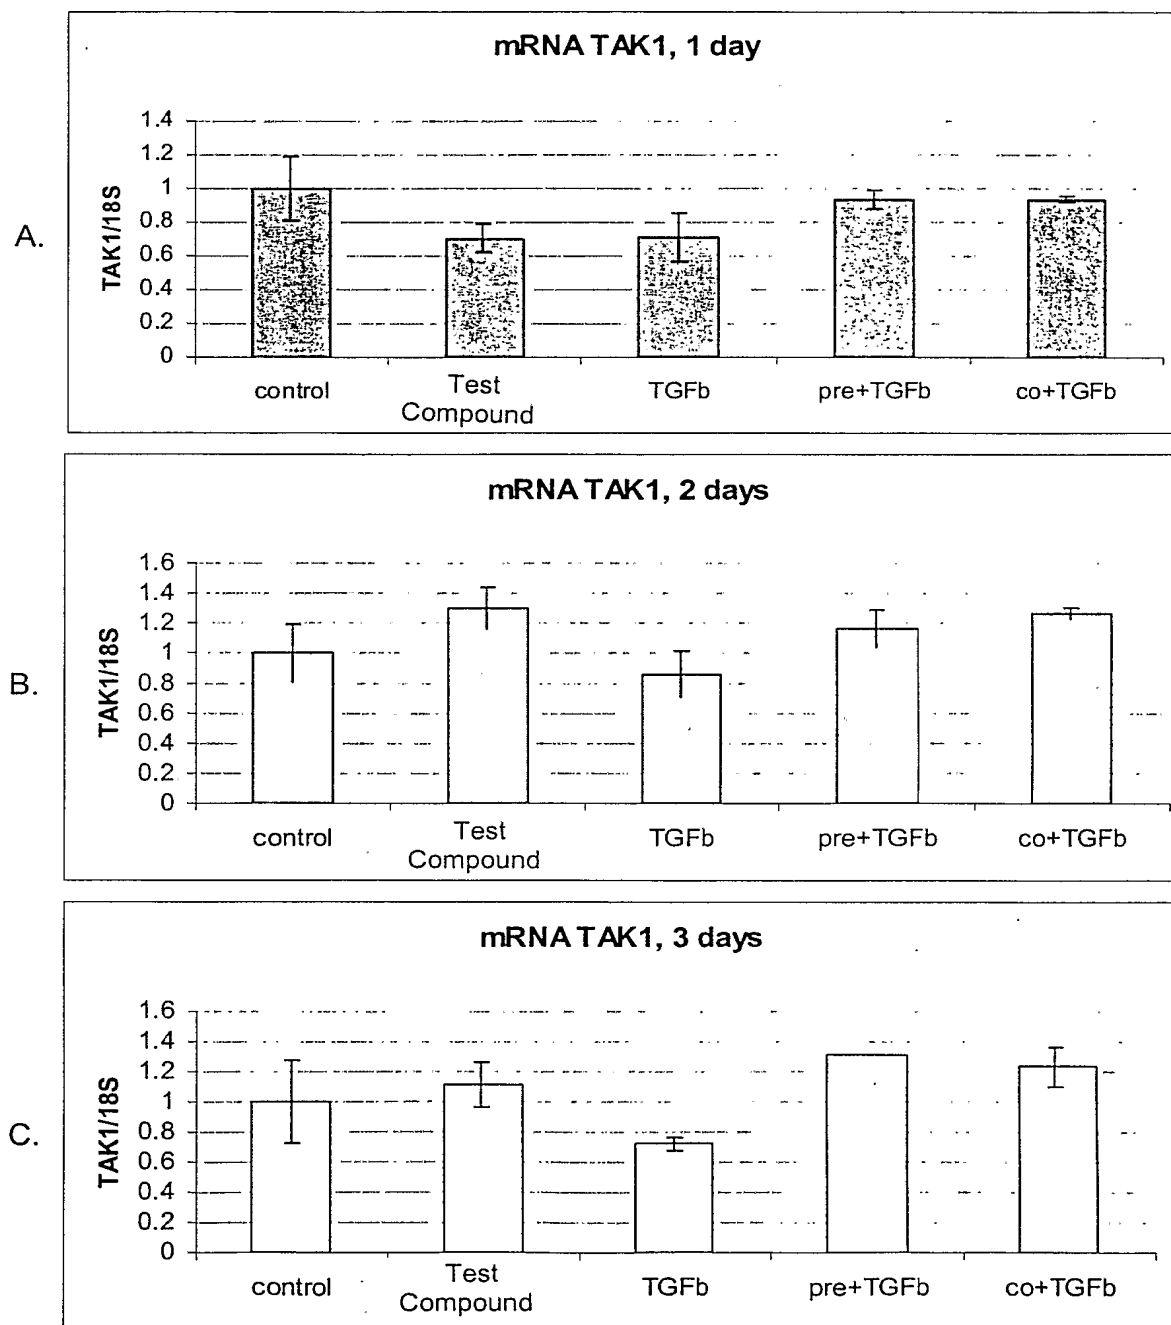 mRNA TAK1, 1 day
A.
TAK1/18S
1.4
1.2
1
0.8
0.6
0.4
0.2
0
control
Test
Compound
TGFb
pre+TGFb
co+TGFb
mRNA TAK1, 2 days
B.
TAK1/18S
1.6
1.4
1.2
1
0.8
0.6
0.4
0.2
0
control
Test
Compound
TGFb
pre+TGFb
co+TGFb
mRNA TAK1, 3 days
C.
TAK1/18S
1.6
1.4
1.2
1
0.8
0.6
0.4
0.2
0
control
Test
Compound
TGFb
pre+TGFb
co+TGFb